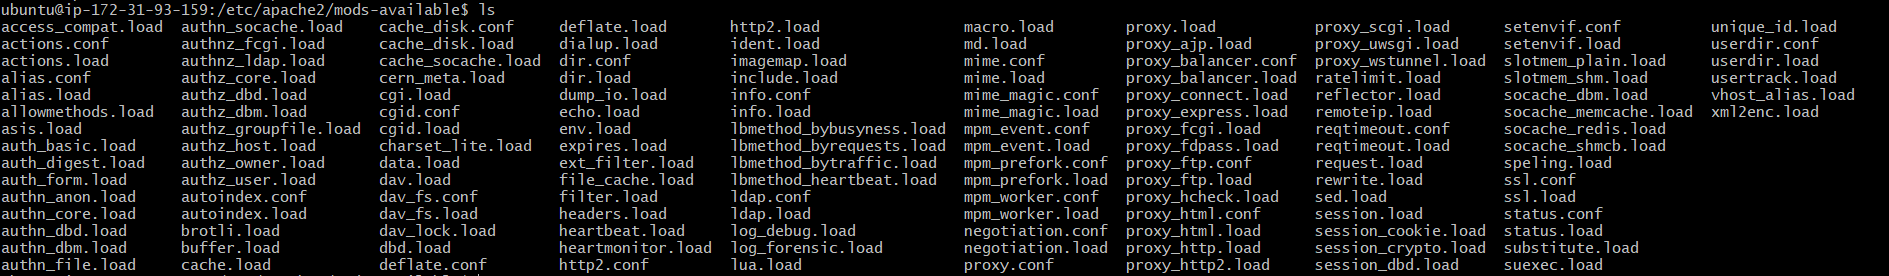 ubuntu@ip-172-31-93-159:/etc/apache2/mods-available$ ls
access_compat.load authn_socache.load cache_disk.conf deflate.load http2.load macro.load proxy.load proxy_scgi.load setenvif.conf unique_id.load
actions.conf authnz_fcgi.load cache_disk.load dialup.load ident.load md.load proxy_ajp.load proxy_uwsgi.load setenvif.load userdir.conf
actions.load authnz_ldap.load cache_socache.load dir.conf imagemap.load mime.conf proxy_balancer.conf proxy_wstunnel.load slotmem_plain.load userdir.load
alias.conf authz_core.load cern_meta.load dir.load include.load mime.load proxy_balancer.load ratelimit.load slotmem_shm.load usertrack.load
alias.load authz_dbd.load cgi.load dump_io.load info.conf mime_magic.conf proxy_connect.load reflector.load socache_dbm.load vhost_alias.load
allowmethods.load authz_dbm.load cgid.conf echo.load info.load mime_magic.load proxy_express.load remoteip.load socache_memcache.load xml2enc.load
asis.load authz_groupfile.load cgid.load env.load lbmethod_bybusyness.load mpm_event.conf proxy_fcgi.load reqtimeout.conf socache_redis.load
auth_basic.load authz_host.load charset_lite.load expires.load lbmethod_byrequests.load mpm_event.load proxy_fdpass.load reqtimeout.load socache_shmcb.load
auth_digest.load authz_owner.load data.load ext_filter.load lbmethod_bytraffic.load mpm_prefork.conf proxy_ftp.conf request.load speling.load
auth_form.load authz_user.load dav.load file_cache.load lbmethod_heartbeat.load mpm_prefork.load proxy_ftp.load rewrite.load ssl.conf
authn_anon.load autoindex.conf dav_fs.conf filter.load ldap.conf mpm_worker.conf proxy_hcheck.load sed.load ssl.load
authn_core.load autoindex.load dav_fs.load headers.load ldap.load mpm_worker.load proxy_html.conf session.load status.conf
authn_dbd.load brotli.load dav_lock.load heartbeat.load log_debug.load negotiation.conf proxy_html.load session_cookie.load status.load
authn_dbm.load buffer.load dbd.load heartmonitor.load log_forensic.load negotiation.load proxy_http.load session_crypto.load substitute.load
authn_file.load cache.load deflate.conf http2.conf lua.load proxy.conf proxy_http2.load session_dbd.load suexec.load